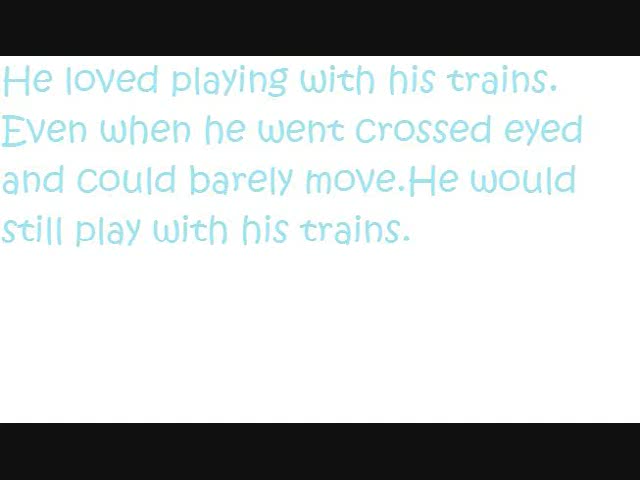 He loved playing with his trains.
Even when he went crossed eyed
and could barely move.He would
still play with his trains.